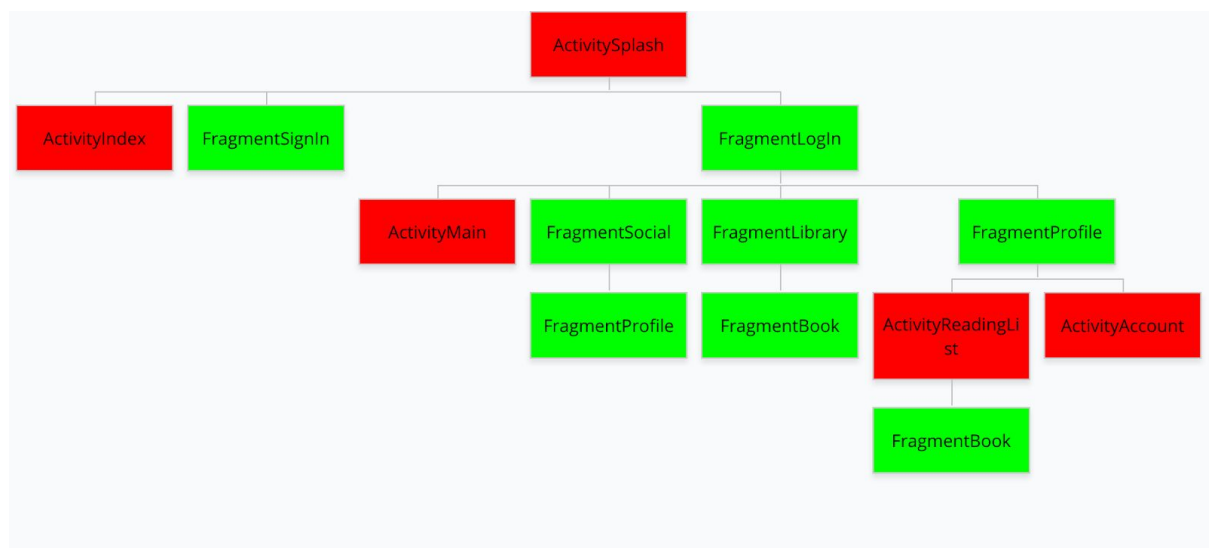 ActivitySplash
ActivityIndex
FragmentSignIn
FragmentLogIn
ActivityMain
FragmentSocial
FragmentLibrary
FragmentProfile
FragmentProfile
FragmentBook
ActivityReadingLi
st
ActivityAccount
FragmentBook